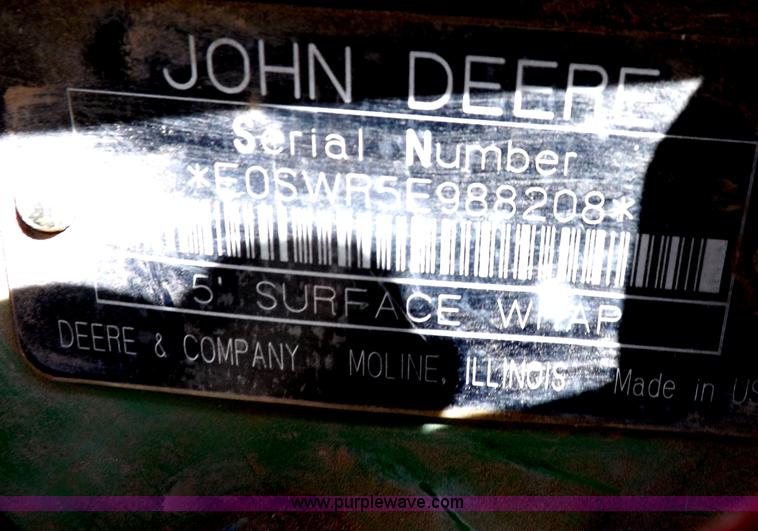 JOHN DEERE
Serial Number
*E0SWR5E988208*
5' SURFACE WRAP
DEERE & COMPANY MOLINE, ILLINOIS Made in US
www.purplewave.com